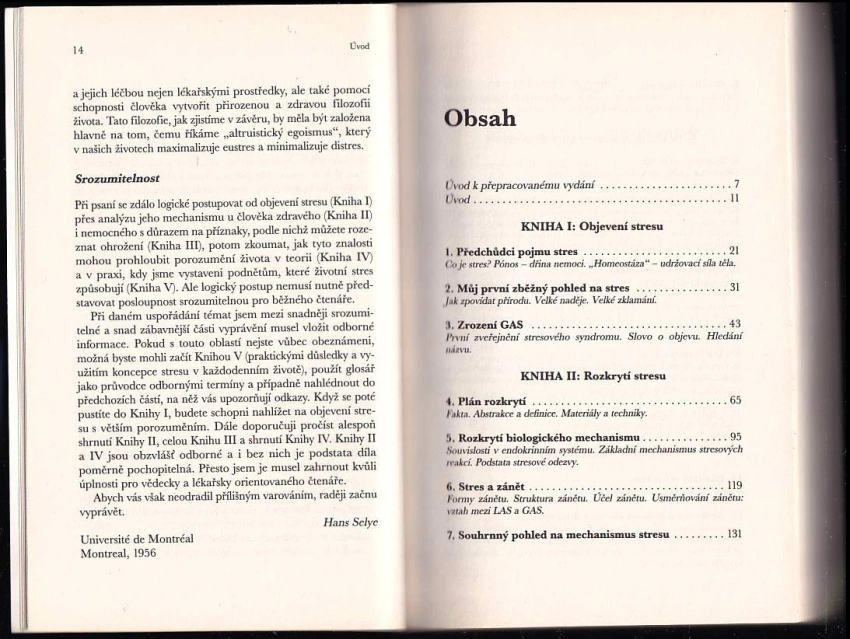 14
Úvod
a jejich léčbou nejen lékařskými prostředky, ale také pomocí
schopnosti člověka vytvořit přirozenou a zdravou filozofii
života. Tato filozofie, jak zjistíme v závěru, by měla být založena
hlavně na tom, čemu říkáme „altruistický egoismus“, který
v našich životech maximalizuje eustres a minimalizuje distres.
Srozumitelnost
Při psaní se zdálo logické postupovat od objevení stresu (Kniha I)
přes analýzu jeho mechanismu u člověka zdravého (Kniha II)
i nemocného s důrazem na příznaky, podle nichž můžete roze-
znat ohrožení (Kniha III), potom zkoumat, jak tyto znalosti
mohou prohloubit porozumění života v teorii (Kniha IV)
a v praxi, kdy jsme vystaveni podnětům, které životní stres
způsobují (Kniha V). Ale logický postup nemusí nutně před-
stavovat posloupnost srozumitelnou pro běžného čtenáře.
Při daném uspořádání témat jsem mezi snadněji srozumi-
telné a snad zábavnější části vyprávění musel vložit odborné
informace. Pokud s touto oblastí nejste vůbec obeznámeni,
možná byste mohli začít Knihou V (praktickými důsledky a vy-
užitím koncepce stresu v každodenním životě), použít glosář
jako průvodce odbornými termíny a případně nahlédnout do
předchozích částí, na něž vás upozorňují odkazy. Když se poté
pustíte do Knihy I, budete schopni nahlížet na objevení stre-
su s větším porozuměním. Dále doporučuji pročíst alespoň
shrnutí Knihy II, celou Knihu III a shrnutí Knihy IV. Knihy II
a IV jsou obzvlášť odborné a i bez nich je podstata díla
poměrně pochopitelná. Přesto jsem je musel zahrnout kvůli
úplnosti pro vědecky a lékařsky orientovaného čtenáře.
Abych vás však neodradil přílišným varováním, raději začnu
vyprávět.
Hans Selye
Université de Montréal
Montreal, 1956
Obsah
Úvod k přepracovanému vydání . . . . . . . . . . . . . . . . . . . . . . . 7
Úvod . . . . . . . . . . . . . . . . . . . . . . . . . . . . . . . . . . . . . . . . . . . . 11
KNIHA I: Objevení stresu
1. Předchůdci pojmu stres . . . . . . . . . . . . . . . . . . . . . . . . . 21
Co je stres? Pónos – dřina nemoci. „Homeostáza“ – udržovací síla těla.
2. Můj první zběžný pohled na stres . . . . . . . . . . . . . . . . . 31
Jak zpovídat přírodu. Velké naděje. Velké zklamání.
3. Zrození GAS . . . . . . . . . . . . . . . . . . . . . . . . . . . . . . . . . . 43
První zveřejnění stresového syndromu. Slovo o objevu. Hledání
názvu.
KNIHA II: Rozkrytí stresu
4. Plán rozkrytí . . . . . . . . . . . . . . . . . . . . . . . . . . . . . . . . . . . 65
Fakta. Abstrakce a definice. Materiály a techniky.
5. Rozkrytí biologického mechanismu . . . . . . . . . . . . . . . 95
Souvislosti v endokrinním systému. Základní mechanismus stresových
reakcí. Podstata stresové odezvy.
6. Stres a zánět . . . . . . . . . . . . . . . . . . . . . . . . . . . . . . . . . . 119
Formy zánětu. Struktura zánětu. Účel zánětu. Usměrňování zánětu:
vztah mezi LAS a GAS.
7. Souhrnný pohled na mechanismus stresu . . . . . . . . . 131